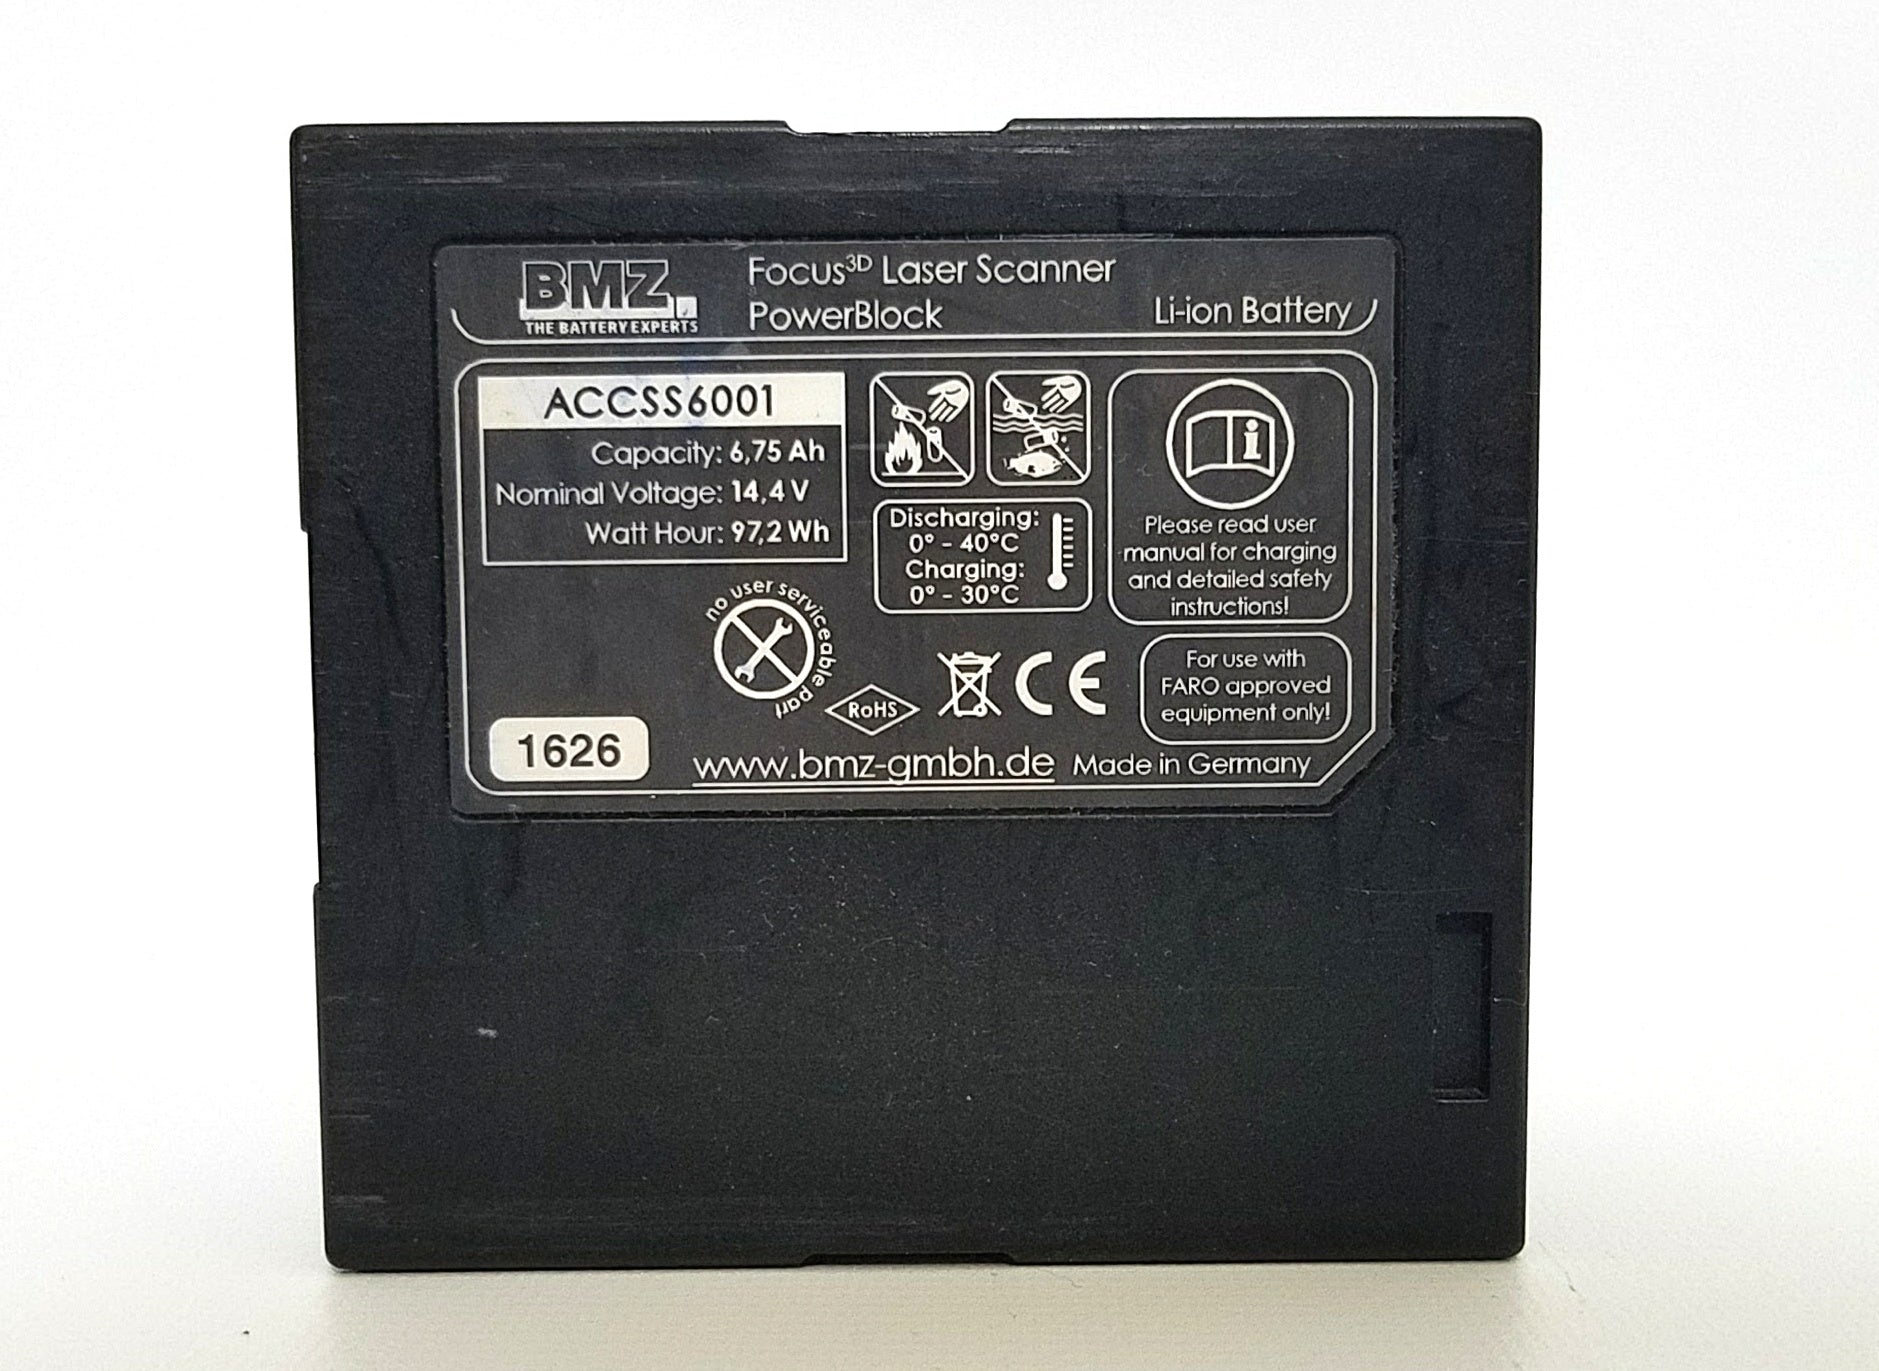 BMZ
THE BATTERY EXPERTS
Focus3D Laser Scanner
PowerBlock
Li-ion Battery
ACCSS6001
Capacity: 6,75 Ah
Nominal Voltage: 14,4 V
Watt Hour: 97,2 Wh
Discharging:
0° - 40°C
Charging:
0° - 30°C
i
Please read user
manual for charging
and detailed safety
instructions!
no user serviceable part
RoHS
CE
For use with
FARO approved
equipment only!
1626
www.bmz-gmbh.de
Made in Germany